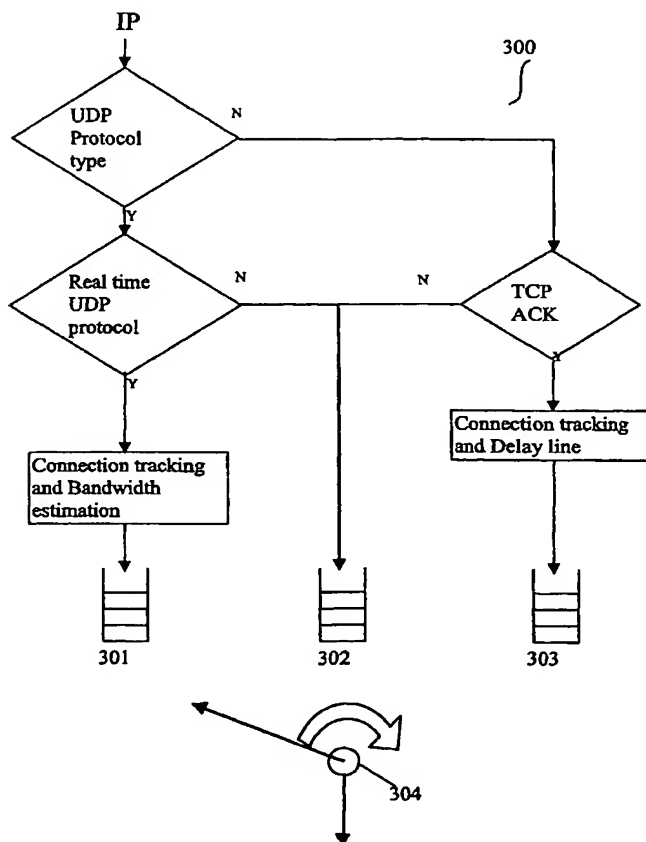 IP
300
UDP
Protocol
type
N
Y
Real time
UDP
protocol
N
N
TCP
ACK
Y
Y
Connection tracking
and Delay line
Connection tracking
and Bandwidth
estimation
301
302
303
304